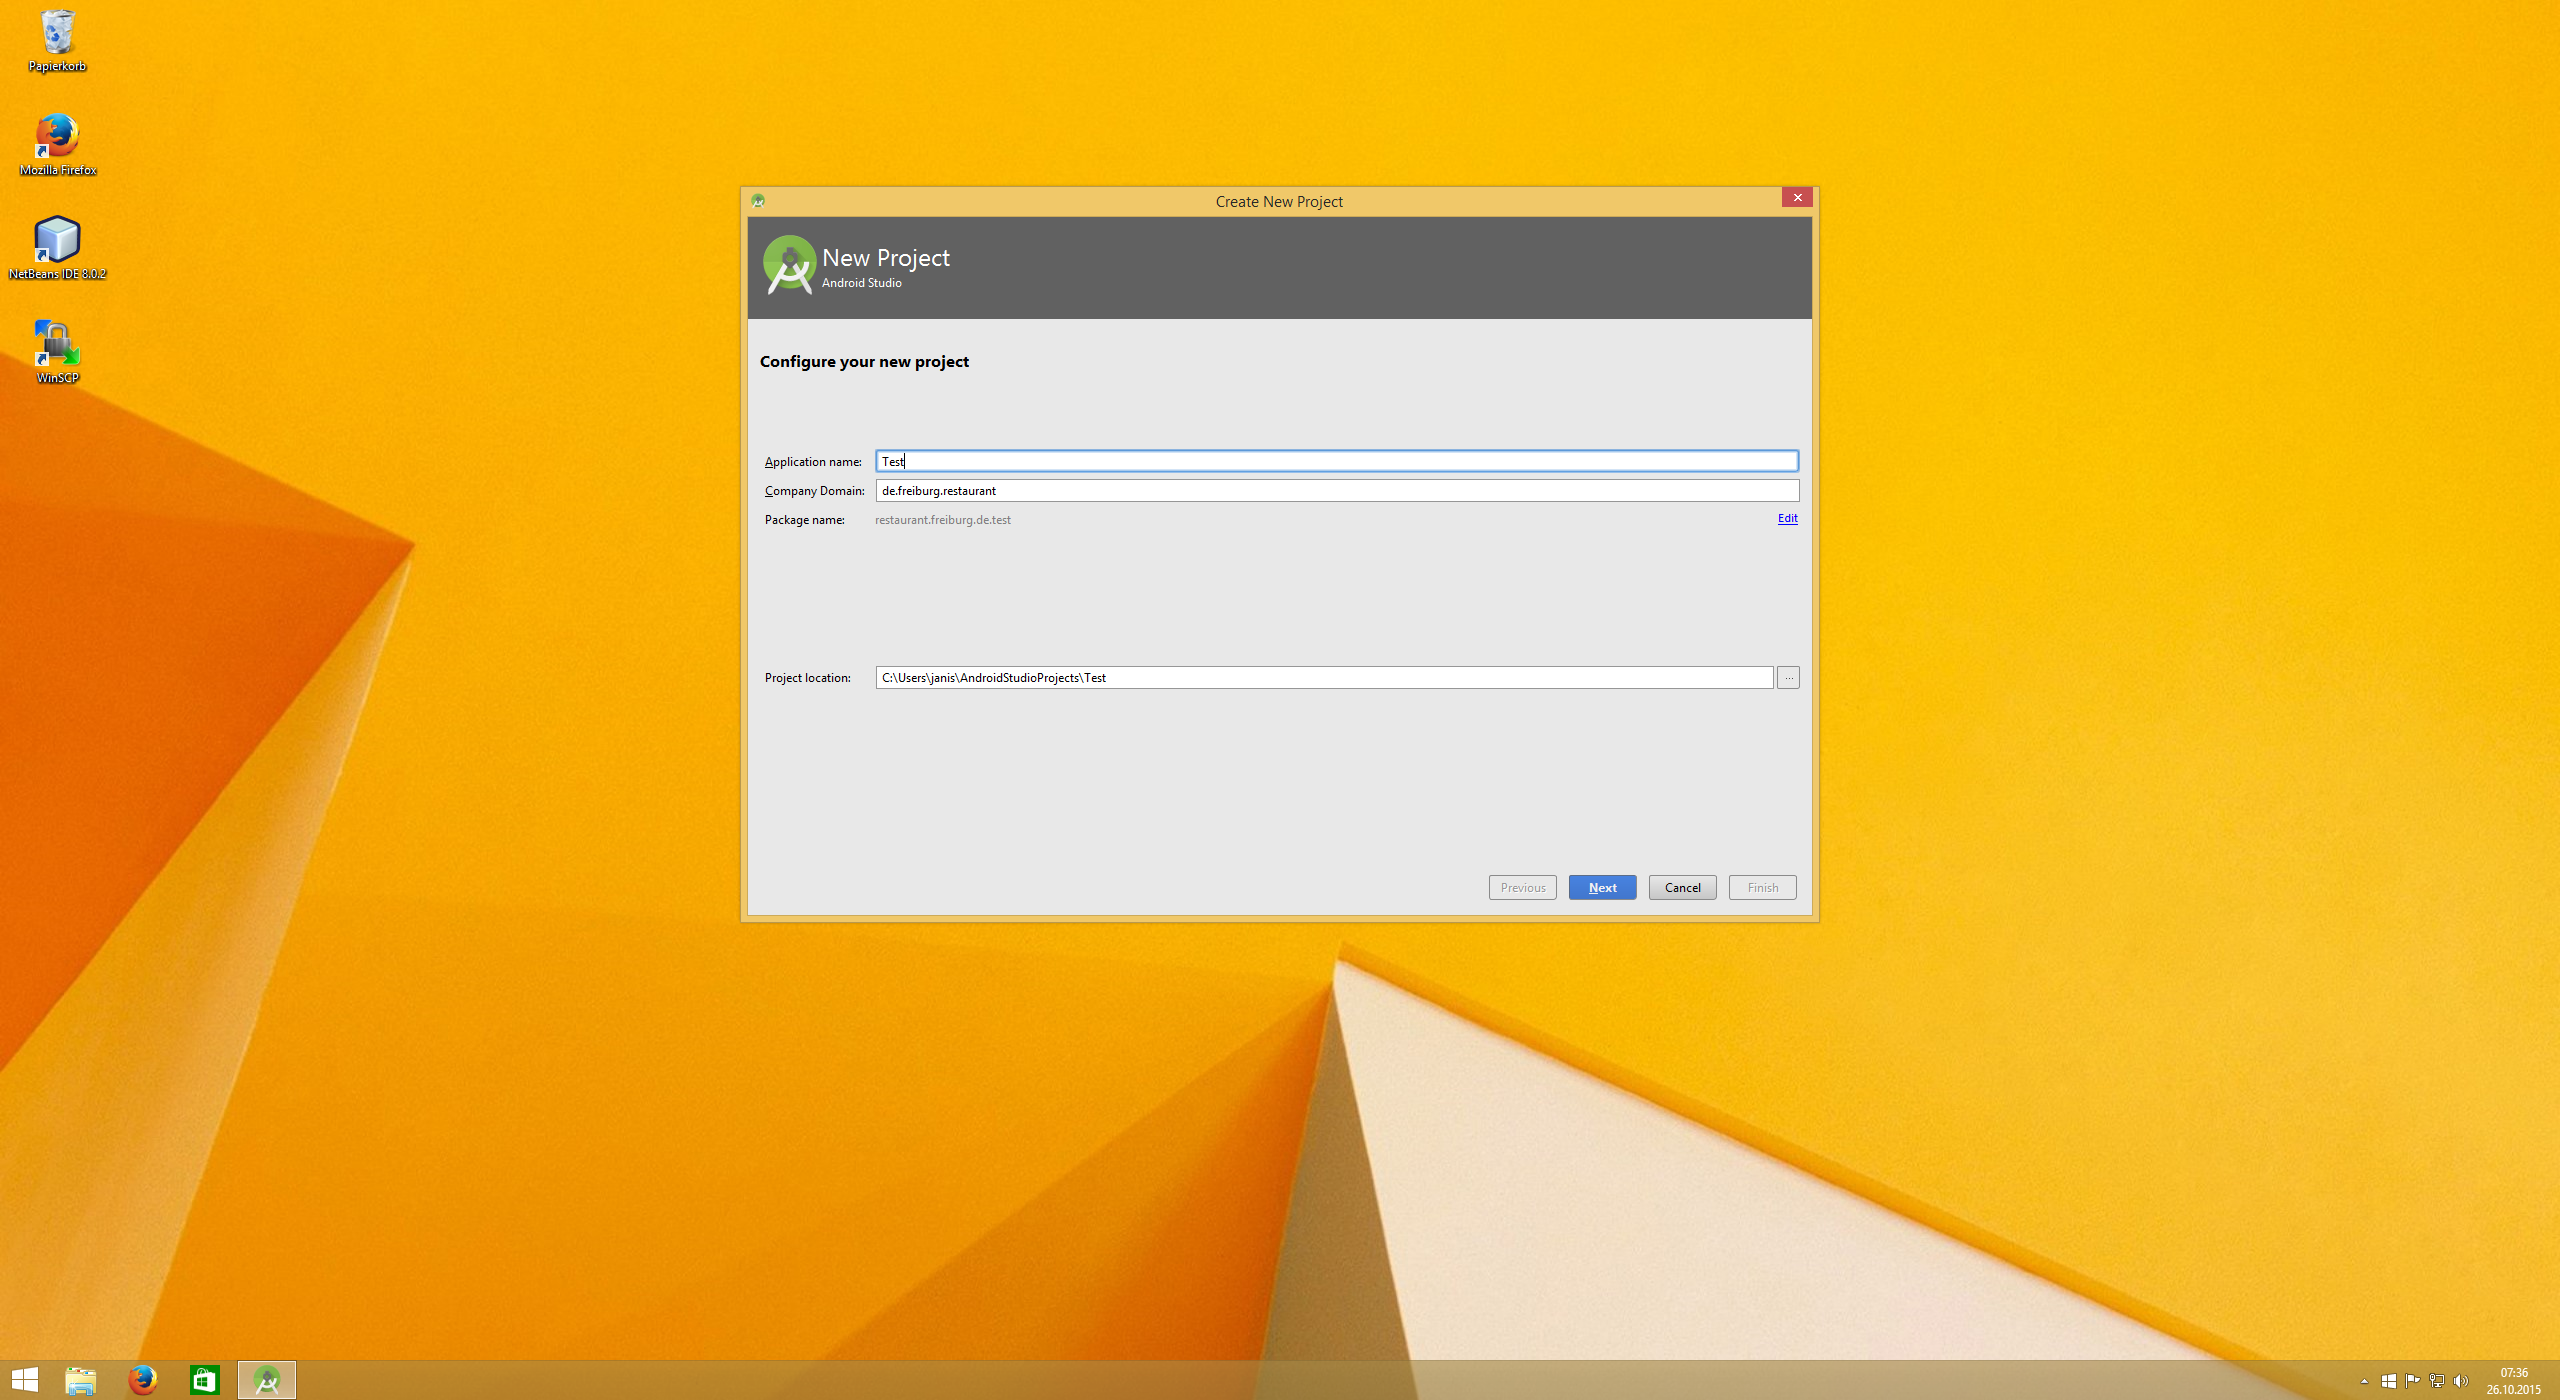 Papierkorb
Mozilla Firefox
NetBeans IDE 8.0.2
WinSCP
Create New Project
New Project
Android Studio
Configure your new project
Application name: Test
Company Domain: de.freiburg.restaurant
Package name: restaurant.freiburg.de.test Edit
Project location: C:\Users\janis\AndroidStudioProjects\Test ...
Previous Next Cancel Finish
07:36
26.10.2015